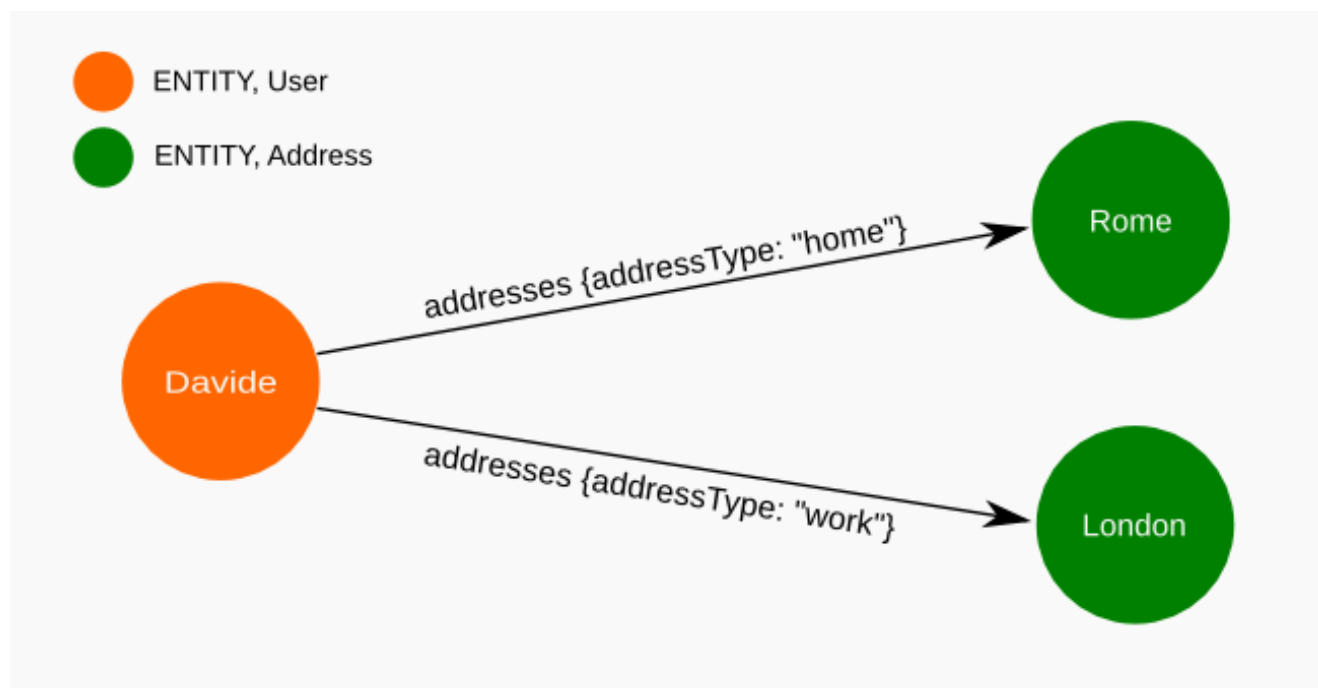 ENTITY, User
ENTITY, Address
addresses {addressType: "home"}
Rome
Davide
addresses {addressType: "work"}
London